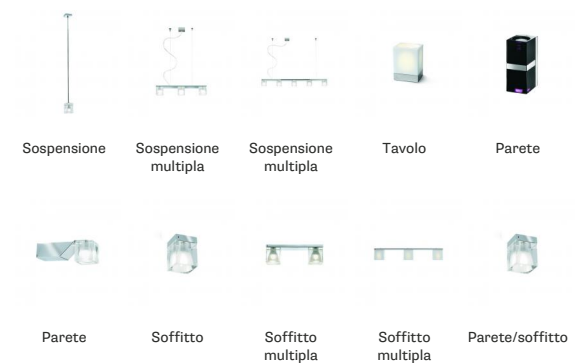 Sospensione
Sospensione
multipla
Sospensione
multipla
Tavolo
Parete
Parete
Soffitto
Soffitto
multipla
Soffitto
multipla
Parete/soffitto